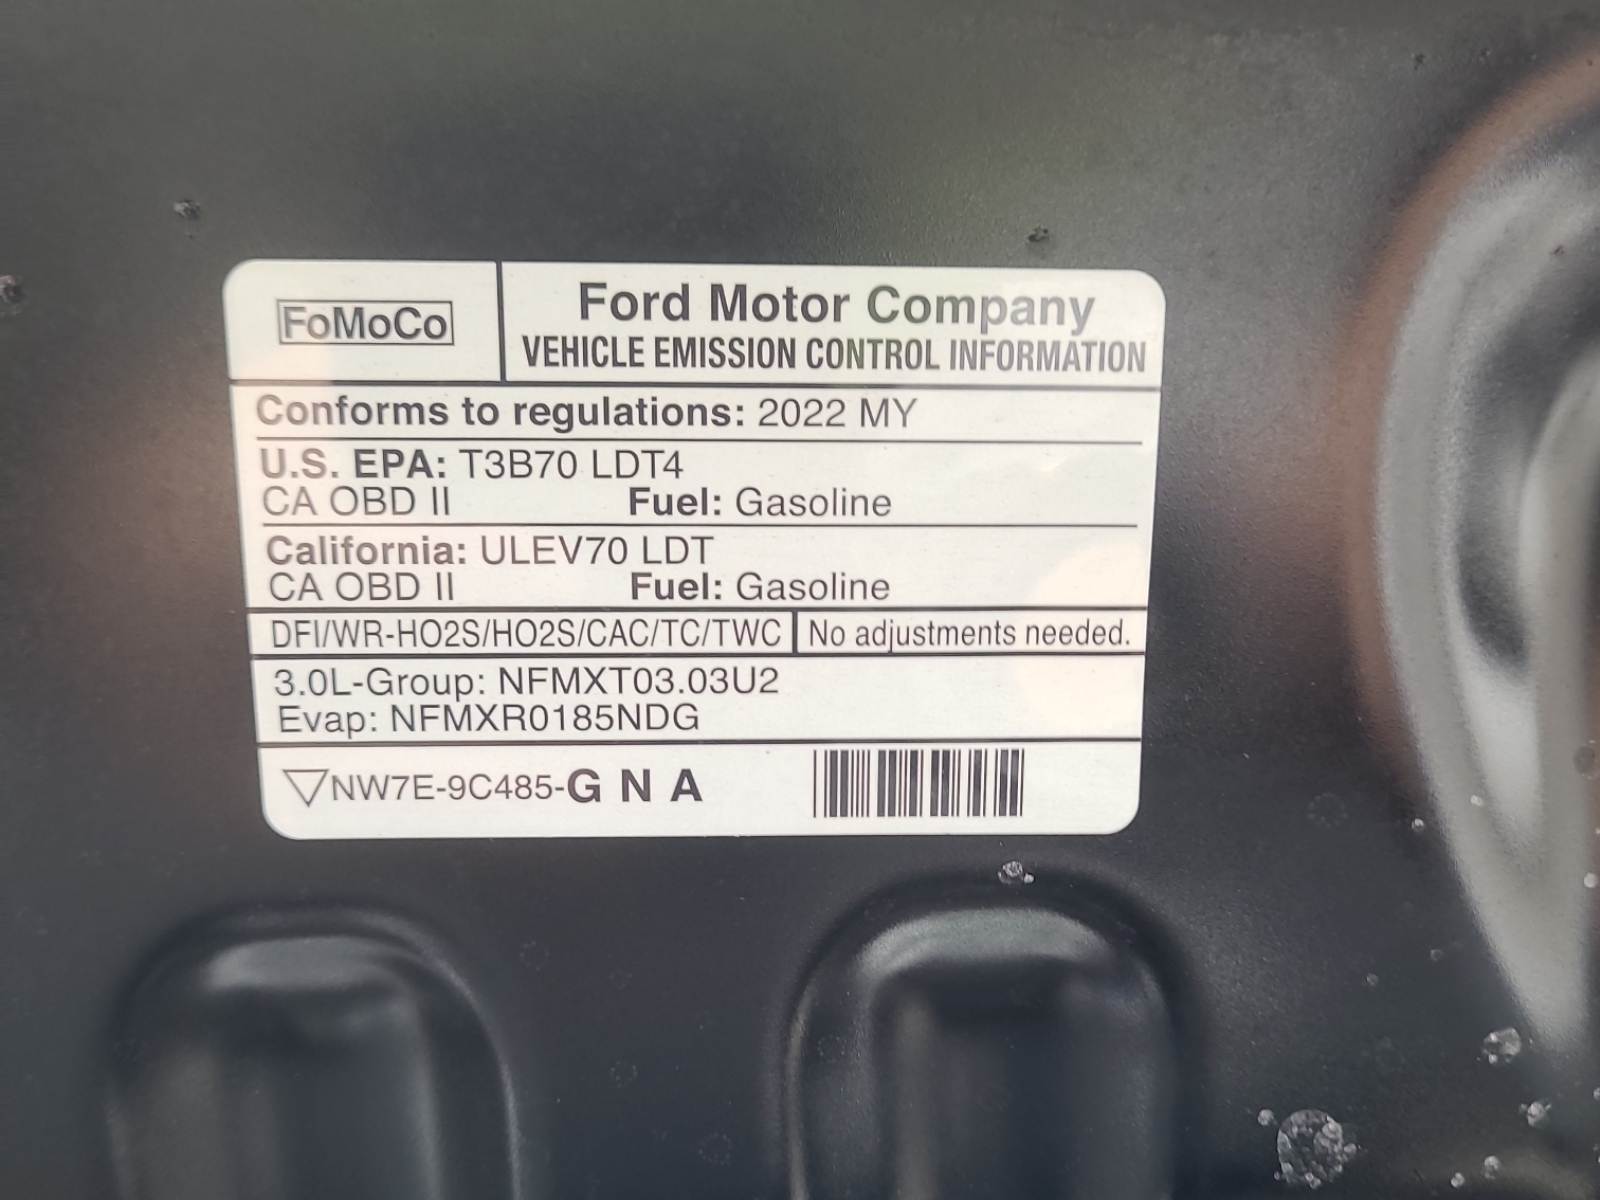 FoMoCo
Ford Motor Company
VEHICLE EMISSION CONTROL INFORMATION
Conforms to regulations: 2022 MY
U.S. EPA: T3B70 LDT4
CA OBD II Fuel: Gasoline
California: ULEV70 LDT
CA OBD II Fuel: Gasoline
DFI/WR-HO2S/HO2S/CAC/TC/TWC No adjustments needed.
3.0L-Group: NFMXT03.03U2
Evap: NFMXR0185NDG
▽NW7E-9C485-G N A